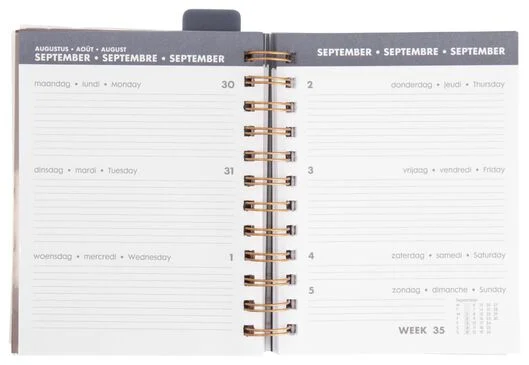 AUGUSTUS • AOÛT • AUGUST
SEPTEMBER • SEPTEMBRE • SEPTEMBER
maandag • lundi • Monday 30
dinsdag • mardi • Tuesday 31
woensdag • mercredi • Wednesday 1
SEPTEMBER • SEPTEMBRE • SEPTEMBER
2 donderdag • jeudi • Thursday
3 vrijdag • vendredi • Friday
4 zaterdag • samedi • Saturday
5 zondag • dimanche • Sunday
September
WEEK 35